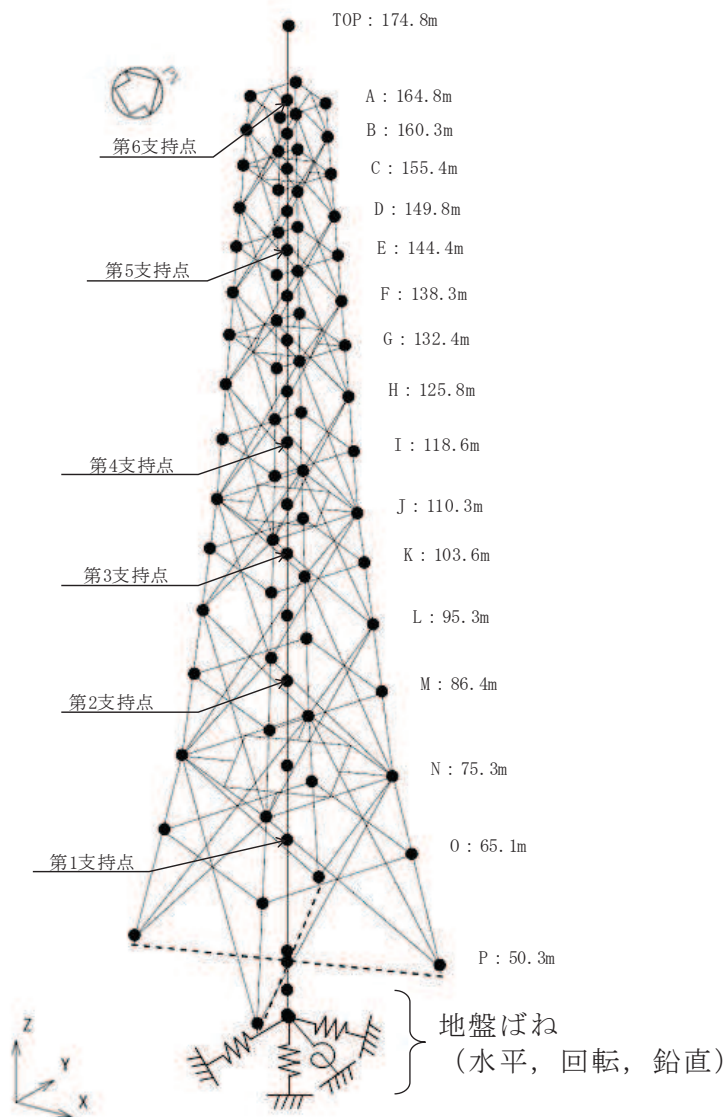 TOP：174.8m
PN
A：164.8m
B：160.3m
第6支持点
C：155.4m
D：149.8m
E：144.4m
第5支持点
F：138.3m
G：132.4m
H：125.8m
I：118.6m
第4支持点
J：110.3m
K：103.6m
第3支持点
L：95.3m
M：86.4m
第2支持点
N：75.3m
O：65.1m
第1支持点
P：50.3m
地盤ばね
（水平，回転，鉛直）
Z
Y
X